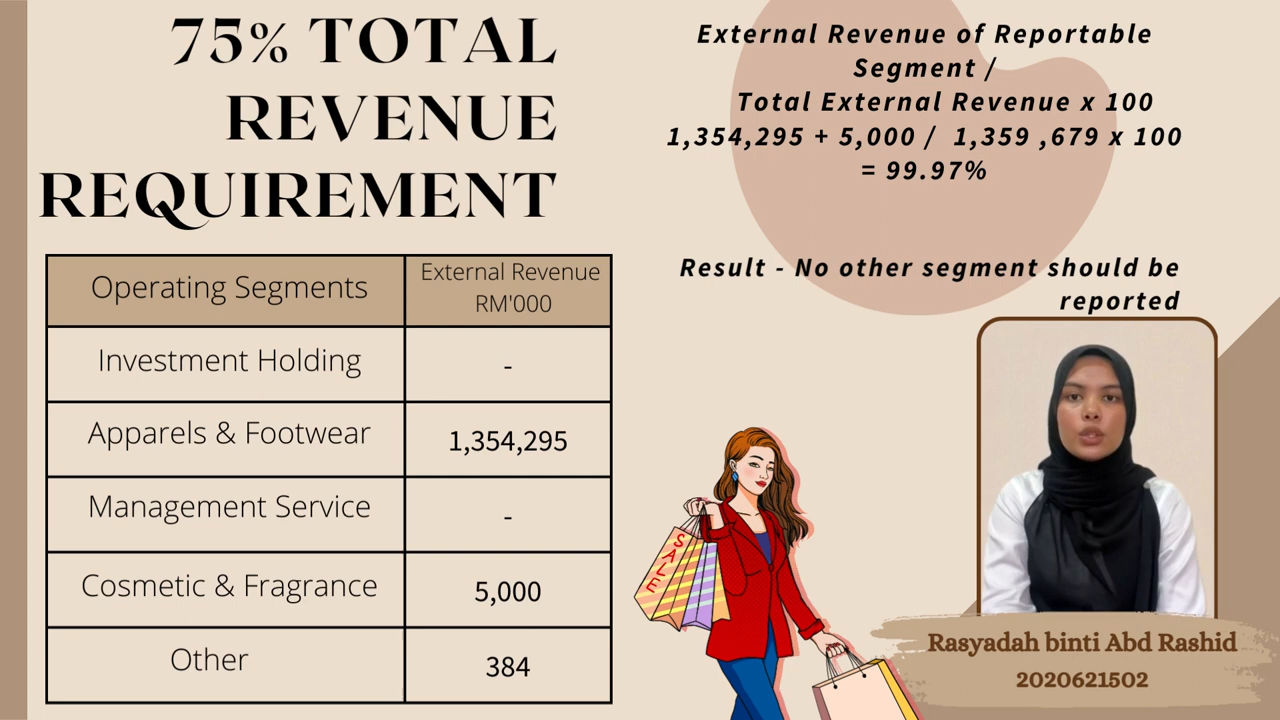 75% TOTAL
REVENUE
REQUIREMENT
External Revenue of Reportable
Segment /
Total External Revenue x 100
1,354,295 + 5,000 / 1,359 ,679 x 100
= 99.97%
Result - No other segment should be
reported
Operating Segments
External Revenue
RM'000
Investment Holding
-
Apparels & Footwear
1,354,295
Management Service
-
Cosmetic & Fragrance
5,000
Other
384
SALE
Rasyadah binti Abd Rashid
2020621502